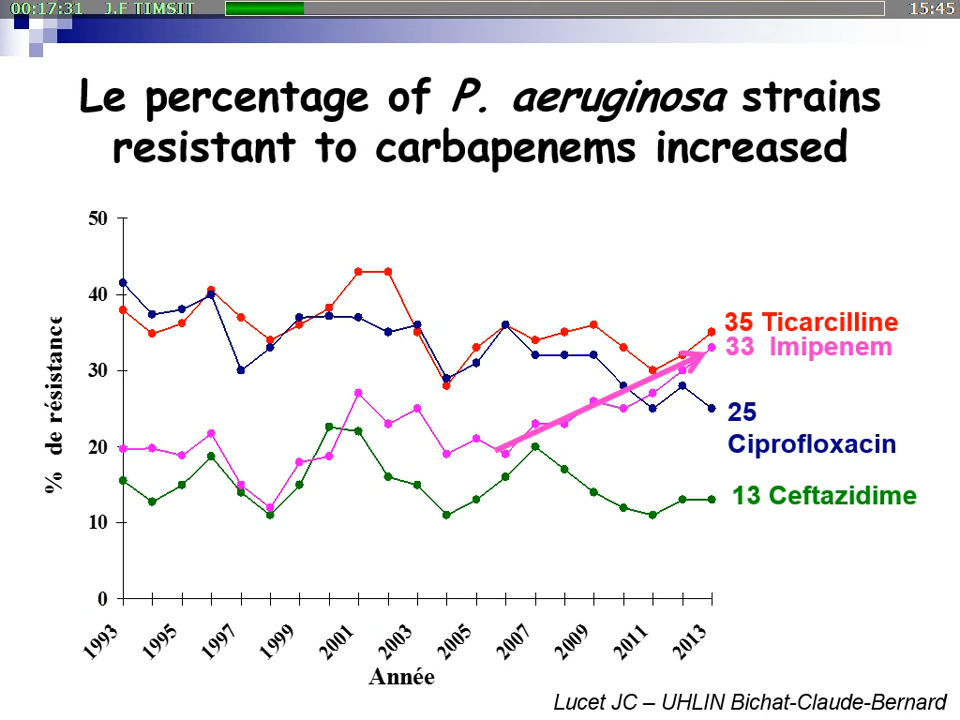 00:17:31 J.F TIMSIT 15:45
Le percentage of P. aeruginosa strains
resistant to carbapenems increased
50
40
30
20
10
0
% de résistance
1993
1995
1997
1999
2001
2003
2005
2007
2009
2011
2013
Année
35 Ticarcilline
33 Imipenem
25
Ciprofloxacin
13 Ceftazidime
Lucet JC – UHLIN Bichat-Claude-Bernard